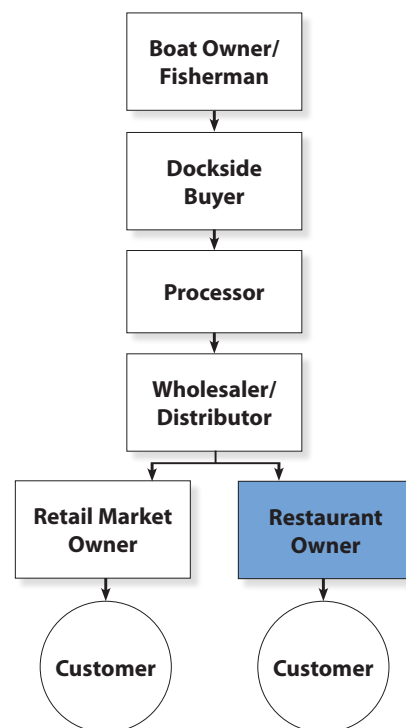 Boat Owner/
Fisherman
Dockside
Buyer
Processor
Wholesaler/
Distributor
Retail Market
Owner
Restaurant
Owner
Customer
Customer